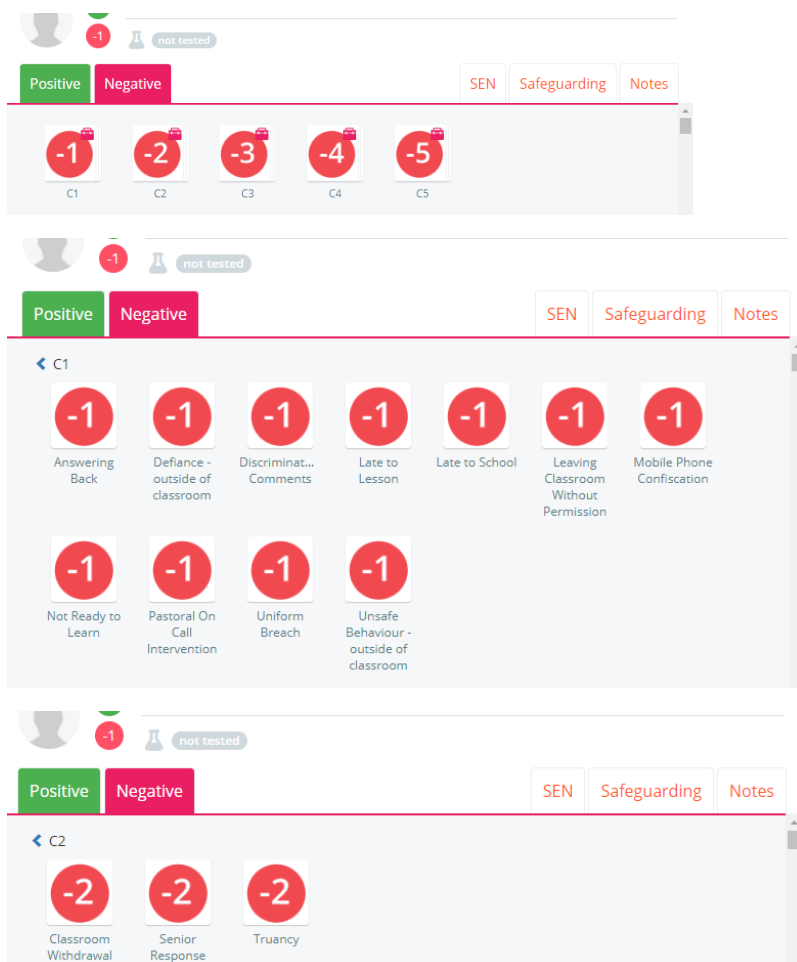 -1 not tested
Positive Negative SEN Safeguarding Notes
-1 -2 -3 -4 -5
C1 C2 C3 C4 C5
-1 not tested
Positive Negative SEN Safeguarding Notes
C1
-1 -1 -1 -1 -1 -1 -1
Answering Defiance - Discriminat... Late to Late to School Leaving Mobile Phone
Back outside of Comments Lesson Classroom Confiscation
classroom Without
Permission
-1 -1 -1 -1
Not Ready to Pastoral On Uniform Unsafe
Learn Call Breach Behaviour -
Intervention outside of
classroom
-1 not tested
Positive Negative SEN Safeguarding Notes
C2
-2 -2 -2
Classroom Senior Truancy
Withdrawal Response